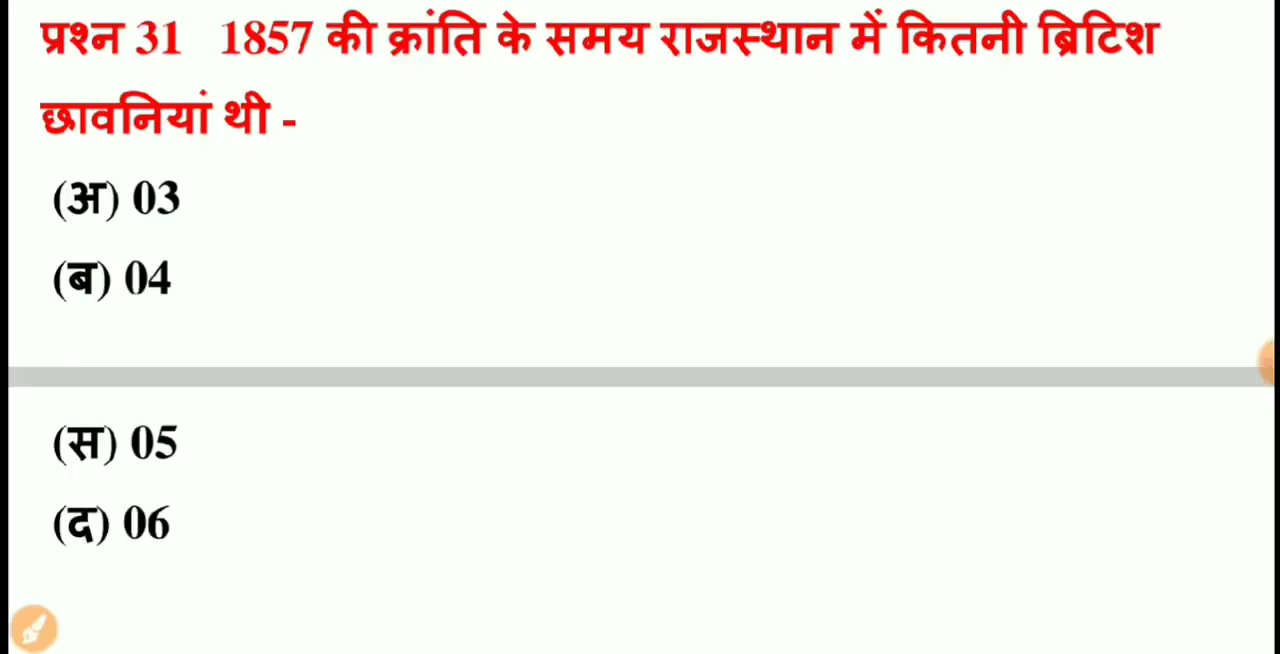 प्रश्न 31 1857 की क्रांति के समय राजस्थान में कितनी ब्रिटिश
छावनियां थी -
(अ) 03
(ब) 04
(स) 05
(द) 06